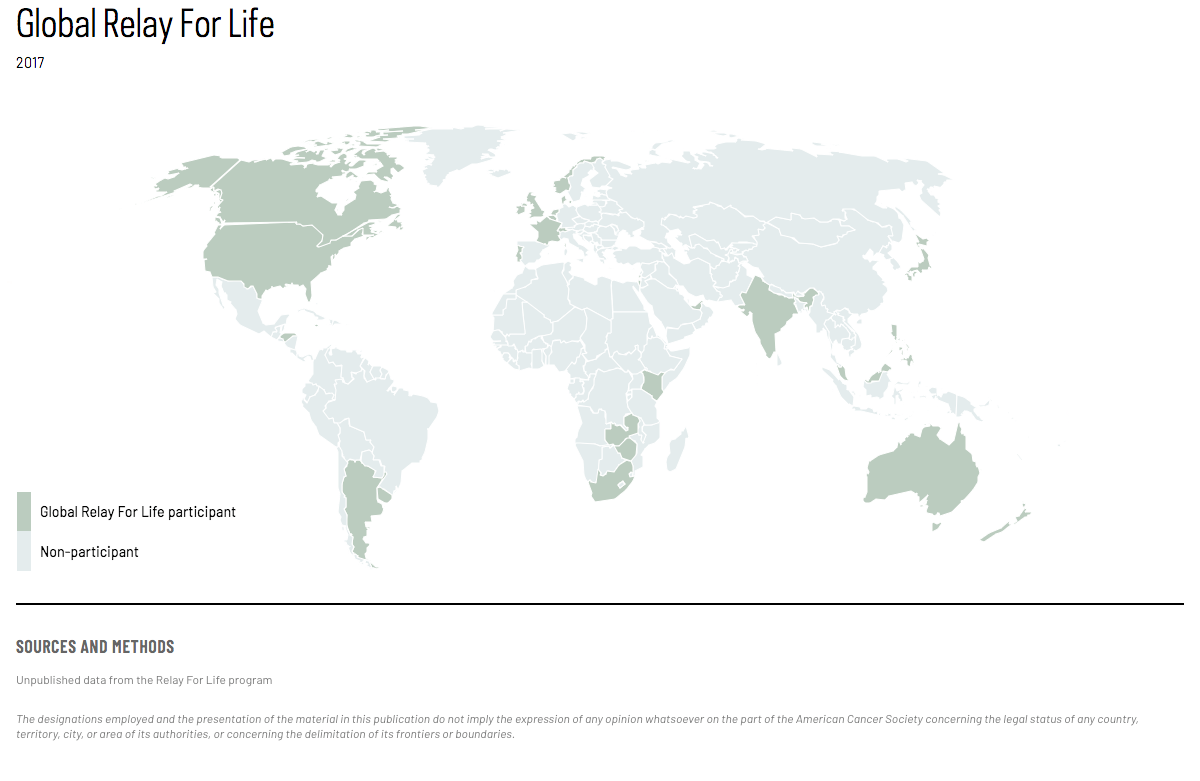 Global Relay For Life
2017
Global Relay For Life participant
Non-participant
SOURCES AND METHODS
Unpublished data from the Relay For Life program
The designations employed and the presentation of the material in this publication do not imply the expression of any opinion whatsoever on the part of the American Cancer Society concerning the legal status of any country,
territory, city, or area of its authorities, or concerning the delimitation of its frontiers or boundaries.